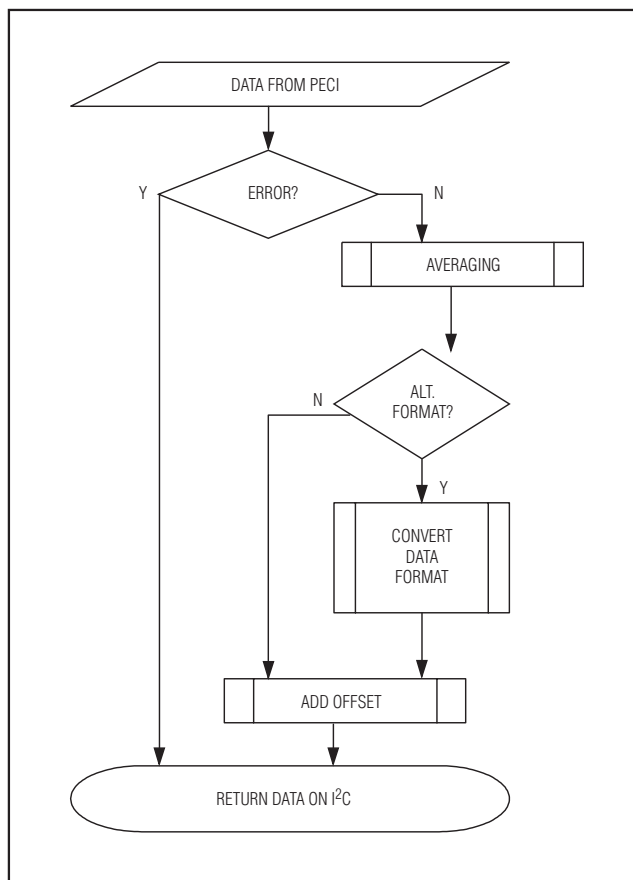 DATA FROM PECI
Y
ERROR?
N
AVERAGING
N
ALT.
FORMAT?
Y
CONVERT
DATA
FORMAT
ADD OFFSET
RETURN DATA ON I²C